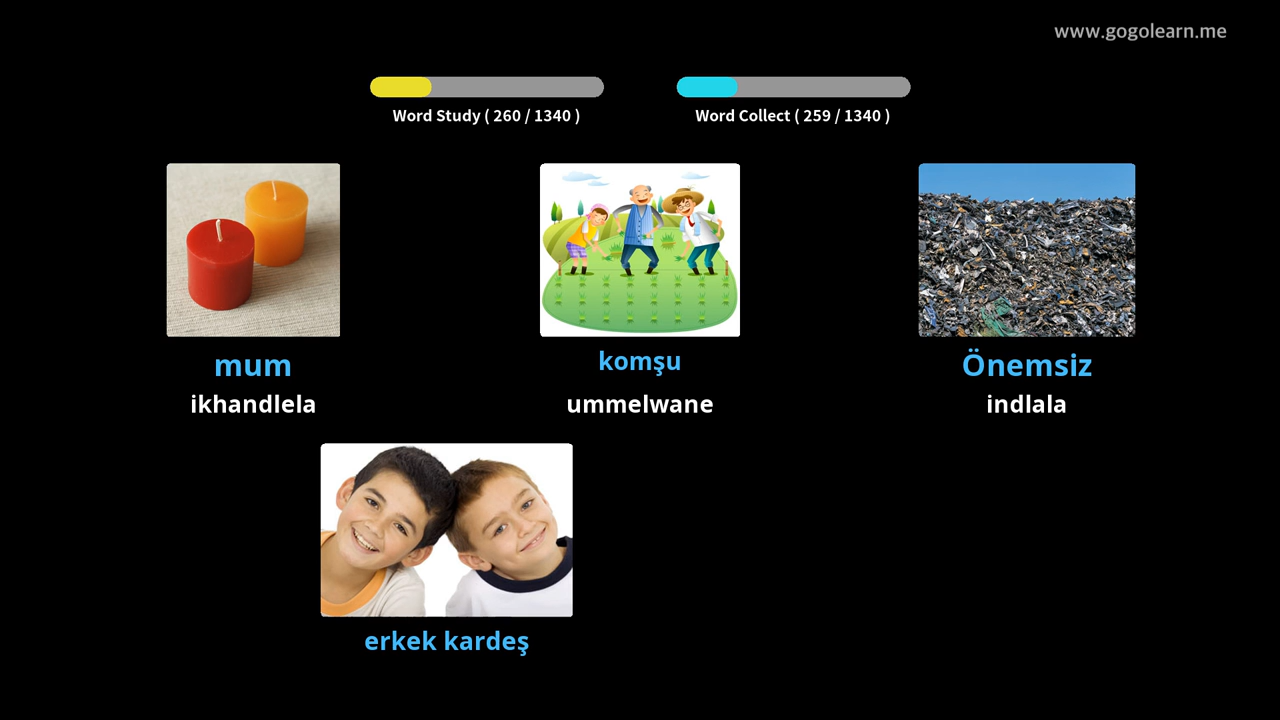 www.gogolearn.me
Word Study ( 260 / 1340 )
Word Collect ( 259 / 1340 )
mum
komşu
Önemsiz
ikhandlela
ummelwane
indlala
erkek kardeş